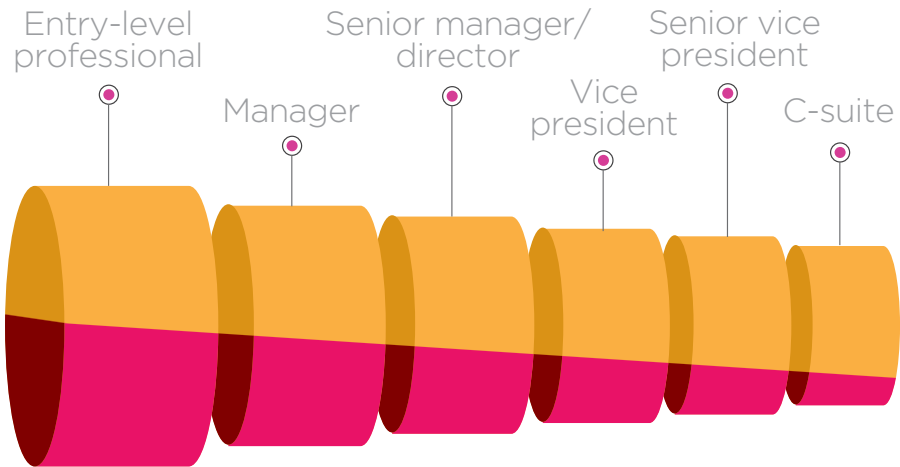 Entry-level
professional
Manager
Senior manager/
director
Vice
president
Senior vice
president
C-suite